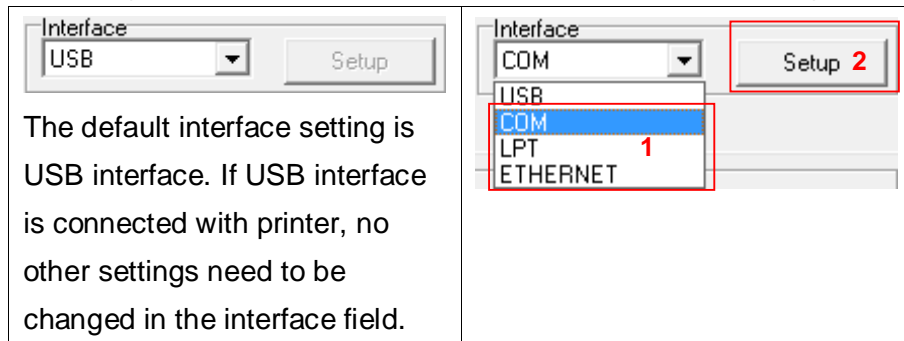 Interface
USB
Setup
The default interface setting is
USB interface. If USB interface
is connected with printer, no
other settings need to be
changed in the interface field.
Interface
COM
Setup 2
USB
COM
LPT 1
ETHERNET